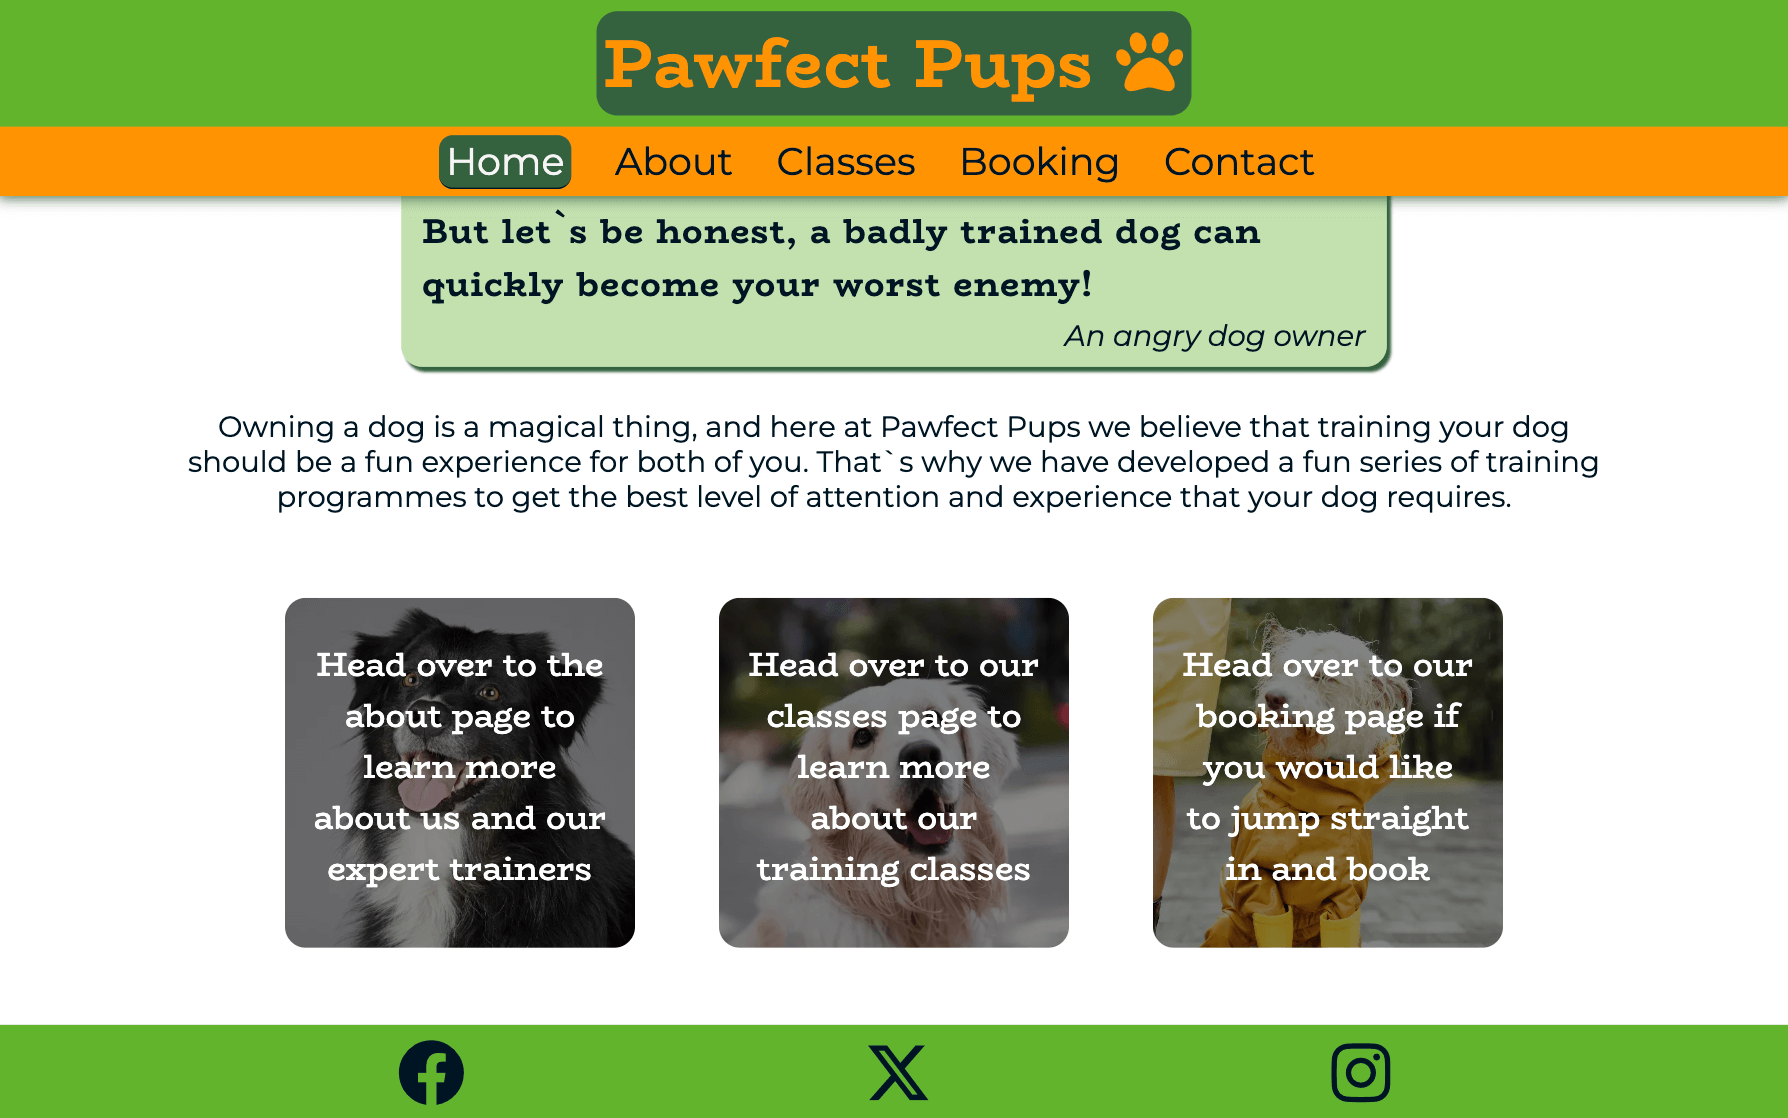 Pawfect Pups
Home About Classes Booking Contact
But let`s be honest, a badly trained dog can
quickly become your worst enemy!
An angry dog owner
Owning a dog is a magical thing, and here at Pawfect Pups we believe that training your dog
should be a fun experience for both of you. That`s why we have developed a fun series of training
programmes to get the best level of attention and experience that your dog requires.
Head over to the
about page to
learn more
about us and our
expert trainers
Head over to our
classes page to
learn more
about our
training classes
Head over to our
booking page if
you would like
to jump straight
in and book